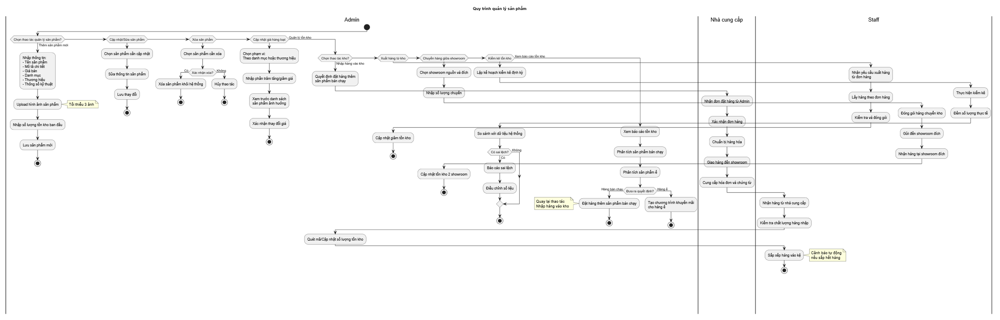 Quy trình quản lý sản phẩm
Admin
Nhà cung cấp
Staff
Chọn thao tác quản lý sản phẩm?
Cập nhật/Sửa sản phẩm
Xóa sản phẩm
Cập nhật giá hàng loạt
Quản lý tồn kho
Thêm sản phẩm mới
Nhập thông tin:
- Tên sản phẩm
- Mô tả chi tiết
- Giá bán
- Danh mục
- Thương hiệu
- Thông số kỹ thuật
Upload hình ảnh sản phẩm
Tối thiểu 3 ảnh
Nhập số lượng tồn kho ban đầu
Lưu sản phẩm mới
Chọn sản phẩm cần cập nhật
Sửa thông tin sản phẩm
Lưu thay đổi
Chọn sản phẩm cần xóa
Có
Xác nhận xóa?
Không
Xóa sản phẩm khỏi hệ thống
Hủy thao tác
Chọn phạm vi:
Theo danh mục hoặc thương hiệu
Nhập phần trăm tăng/giảm giá
Xem trước danh sách
sản phẩm ảnh hưởng
Xác nhận thay đổi giá
Chọn thao tác kho?
Xuất hàng từ kho
Chuyển hàng giữa showroom
Kiểm kê tồn kho
Xem báo cáo tồn kho
Nhập hàng vào kho
Quyết định đặt hàng thêm
sản phẩm bán chạy
Chọn showroom nguồn và đích
Nhập số lượng chuyển
Lập kế hoạch kiểm kê định kỳ
Nhận đơn đặt hàng từ Admin
Xác nhận đơn hàng
Chuẩn bị hàng hóa
Giao hàng đến showroom
Cung cấp hóa đơn và chứng từ
Nhận yêu cầu xuất hàng
từ đơn hàng
Lấy hàng theo đơn hàng
Kiểm tra và đóng gói
Thực hiện kiểm kê
Đếm số lượng thực tế
Đóng gói hàng chuyển kho
Gửi đến showroom đích
Nhận hàng tại showroom đích
Cập nhật giảm tồn kho
So sánh với dữ liệu hệ thống
Có sai lệch?
Không
Có
Báo cáo sai lệch
Điều chỉnh số liệu
Cập nhật tồn kho 2 showroom
Xem báo cáo tồn kho
Phân tích sản phẩm bán chạy
Phân tích sản phẩm ế
Hàng bán chạy
Đưa ra quyết định?
Hàng ế
Quay lại thao tác
Nhập hàng vào kho
Đặt hàng thêm sản phẩm bán chạy
Tạo chương trình khuyến mãi
cho hàng ế
Nhận hàng từ nhà cung cấp
Kiểm tra chất lượng hàng nhập
Quét mã/Cập nhật số lượng tồn kho
Sắp xếp hàng vào kệ
Cảnh báo tự động
nếu sắp hết hàng